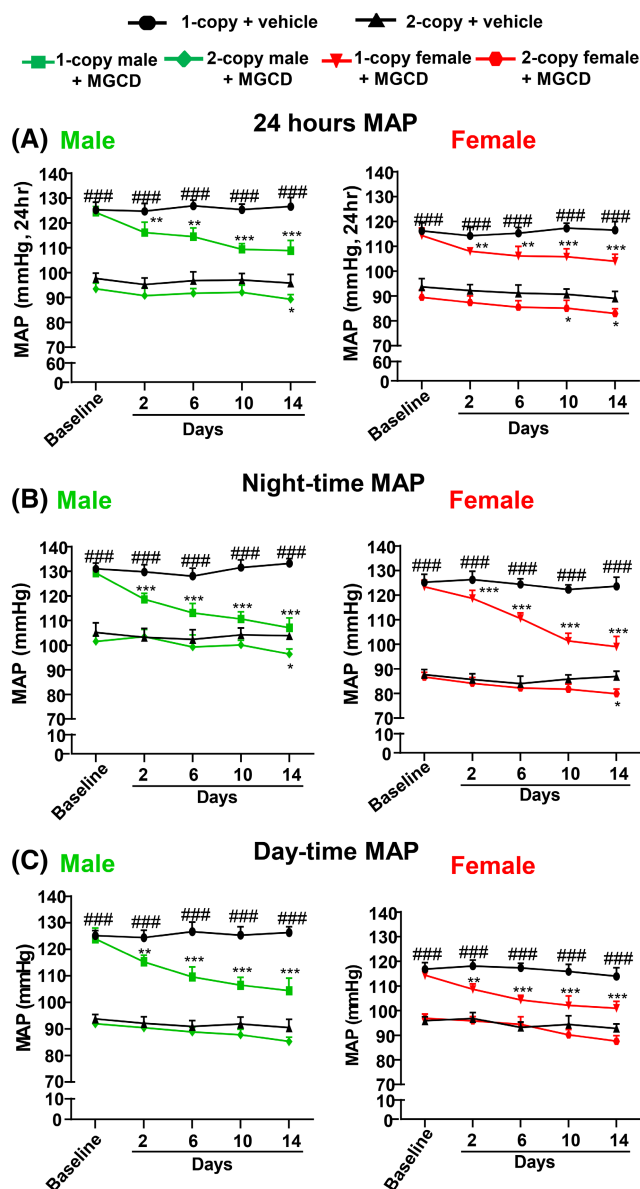 1-copy + vehicle 2-copy + vehicle
1-copy male 2-copy male 1-copy female 2-copy female
+ MGCD + MGCD + MGCD + MGCD
24 hours MAP
(A) Male Female
MAP (mmHg, 24hr)
140
130
120
110
100
90
80
70
60
0
### ### ### ### ###
** ** *** ***
*
Baseline 2 6 10 14
Days
MAP (mmHg, 24hr)
140
130
120
110
100
90
80
70
60
0
### ### ### ### ###
** ** *** ***
* *
Baseline 2 6 10 14
Days
Night-time MAP
(B) Male Female
MAP (mmHg)
140
130
120
110
100
90
80
70
10
0
### ### ### ### ###
*** *** *** ***
*
Baseline 2 6 10 14
Days
MAP (mmHg)
140
130
120
110
100
90
80
70
10
0
### ### ### ### ###
*** *** *** ***
*
Baseline 2 6 10 14
Days
Day-time MAP
(C) Male Female
MAP (mmHg)
140
130
120
110
100
90
80
70
10
0
### ### ### ### ###
** *** *** ***
Baseline 2 6 10 14
Days
MAP (mmHg)
140
130
120
110
100
90
80
70
10
0
### ### ### ### ###
** *** *** ***
Baseline 2 6 10 14
Days